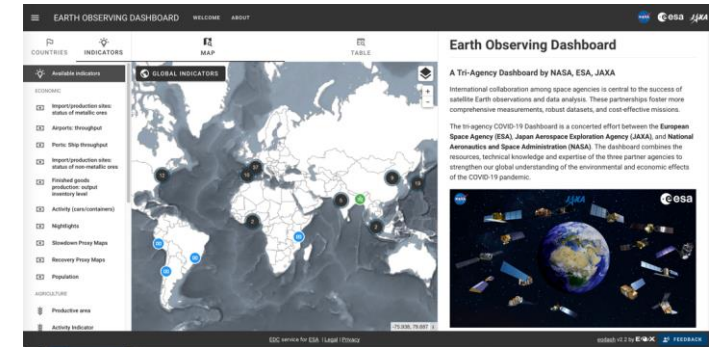 EARTH OBSERVING DASHBOARD WELCOME ABOUT
esa
COUNTRIES INDICATORS
MAP
TABLE
Available indicators
GLOBAL INDICATORS
ECONOMIC
Import/production sites:
status of metallic ores
Airports: throughput
Ports: Ship throughput
Import/production sites:
status of non-metallic ores
Finished goods
production: output
inventory level
Activity (cars/containers)
Nightlights
Slowdown Proxy Maps
Recovery Proxy Maps
Population
AGRICULTURE
Productive area
Activity Indicator
Earth Observing Dashboard
A Tri-Agency Dashboard by NASA, ESA, JAXA
International collaboration among space agencies is central to the success of
satellite Earth observations and data analysis. These partnerships foster more
comprehensive measurements, robust datasets, and cost-effective missions.
The tri-agency COVID-19 Dashboard is a concerted effort between the European
Space Agency (ESA), Japan Aerospace Exploration Agency (JAXA), and National
Aeronautics and Space Administration (NASA). The dashboard combines the
resources, technical knowledge and expertise of the three partner agencies to
strengthen our global understanding of the environmental and economic effects
of the COVID-19 pandemic.
esa
EDC service for ESA | Legal | Privacy
eodash v2.2 by EOX
FEEDBACK